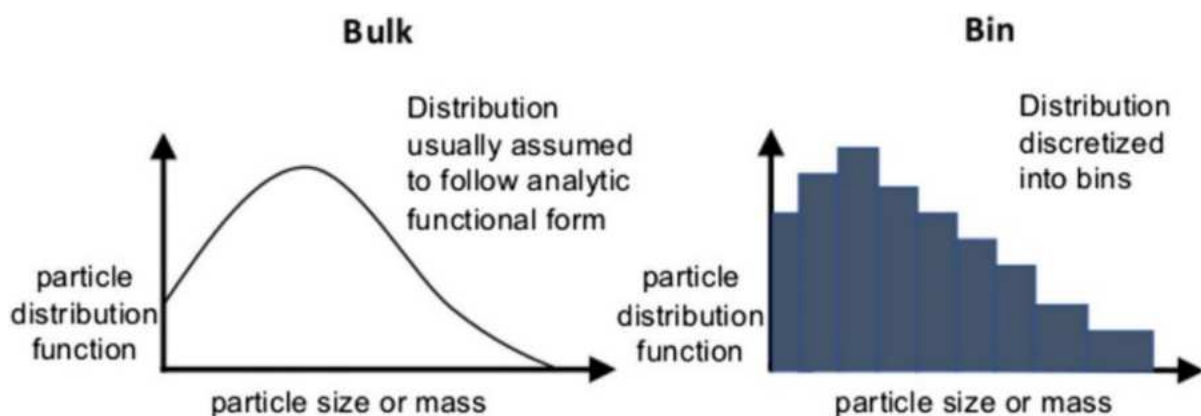 Bulk
Distribution
usually assumed
to follow analytic
functional form
particle
distribution
function
particle size or mass
Bin
Distribution
discretized
into bins
particle
distribution
function
particle size or mass